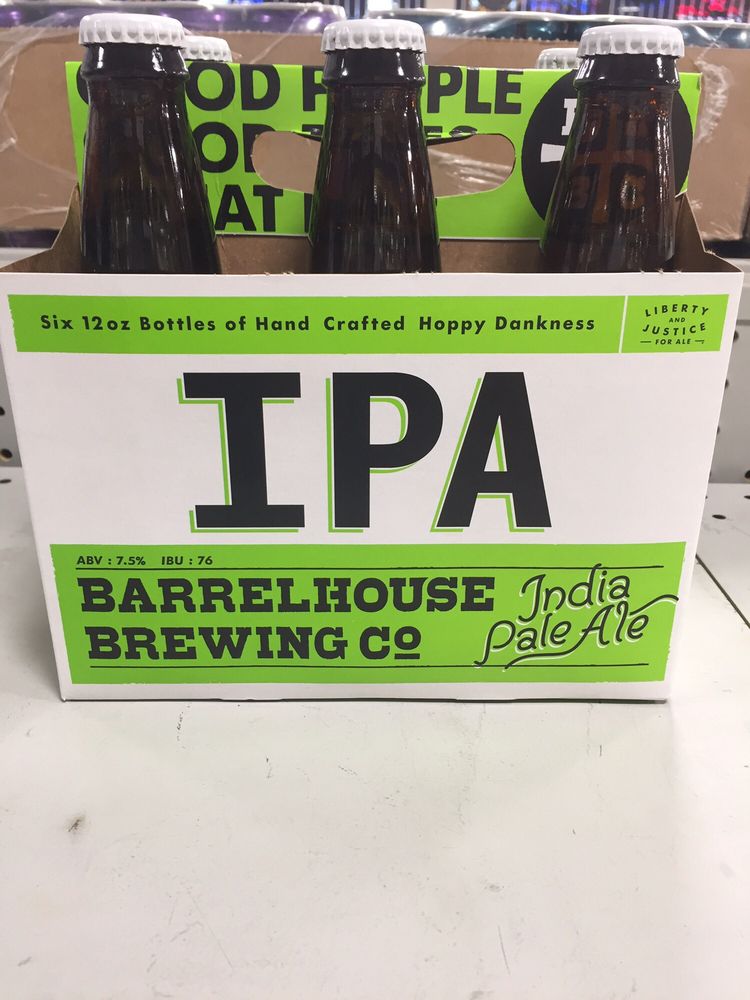 PLE
Six 12oz Bottles of Hand Crafted Hoppy Dankness
LIBERTY
AND
JUSTICE
FOR ALE
IPA
ABV : 7.5% IBU : 76
BARRELHOUSE
BREWING Co
India
Pale Ale